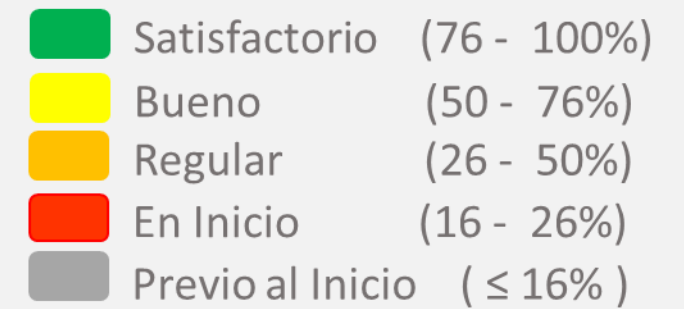 Satisfactorio (76 - 100%)
Bueno (50 - 76%)
Regular (26 - 50%)
En Inicio (16 - 26%)
Previo al Inicio ( ≤ 16% )